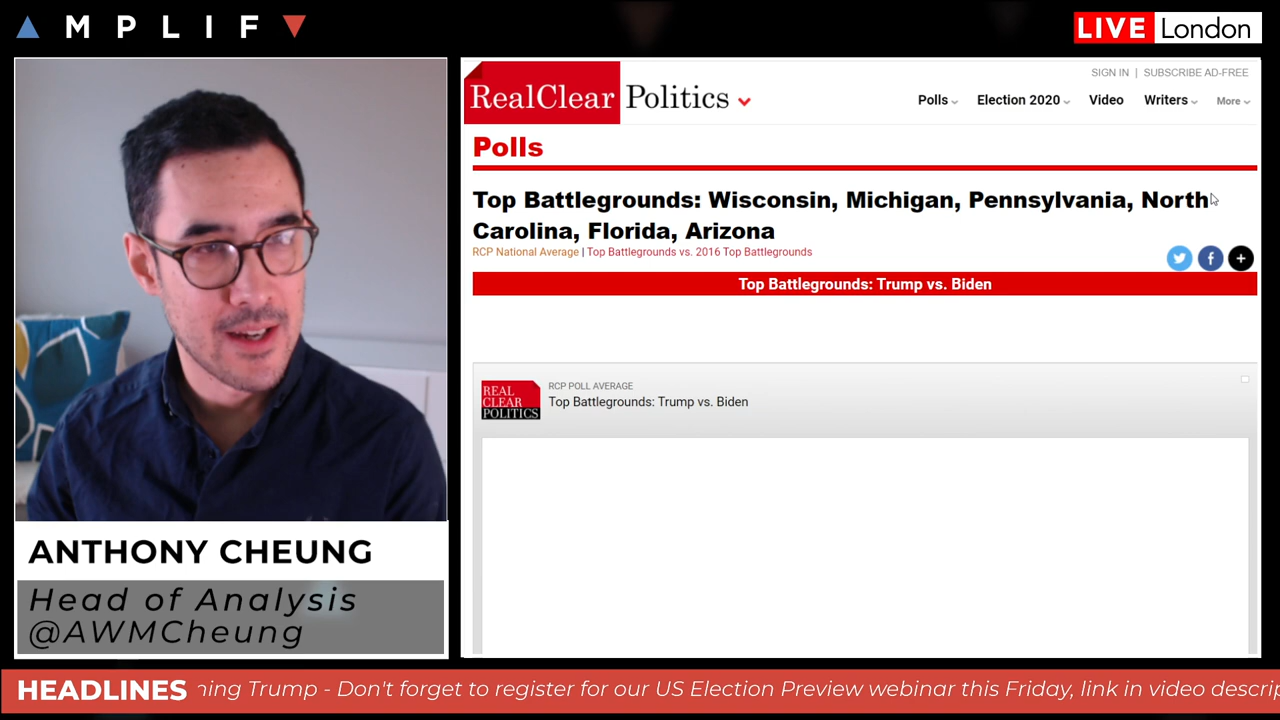 MPLIF
LIVE London
SIGN IN | SUBSCRIBE AD-FREE
RealClear Politics
Polls Election 2020 Video Writers More
Polls
Top Battlegrounds: Wisconsin, Michigan, Pennsylvania, North
Carolina, Florida, Arizona
RCP National Average | Top Battlegrounds vs. 2016 Top Battlegrounds
Top Battlegrounds: Trump vs. Biden
REAL
CLEAR
POLITICS
RCP POLL AVERAGE
Top Battlegrounds: Trump vs. Biden
ANTHONY CHEUNG
Head of Analysis
@AWMCheung
HEADLINES ning Trump - Don't forget to register for our US Election Preview webinar this Friday, link in video descrip